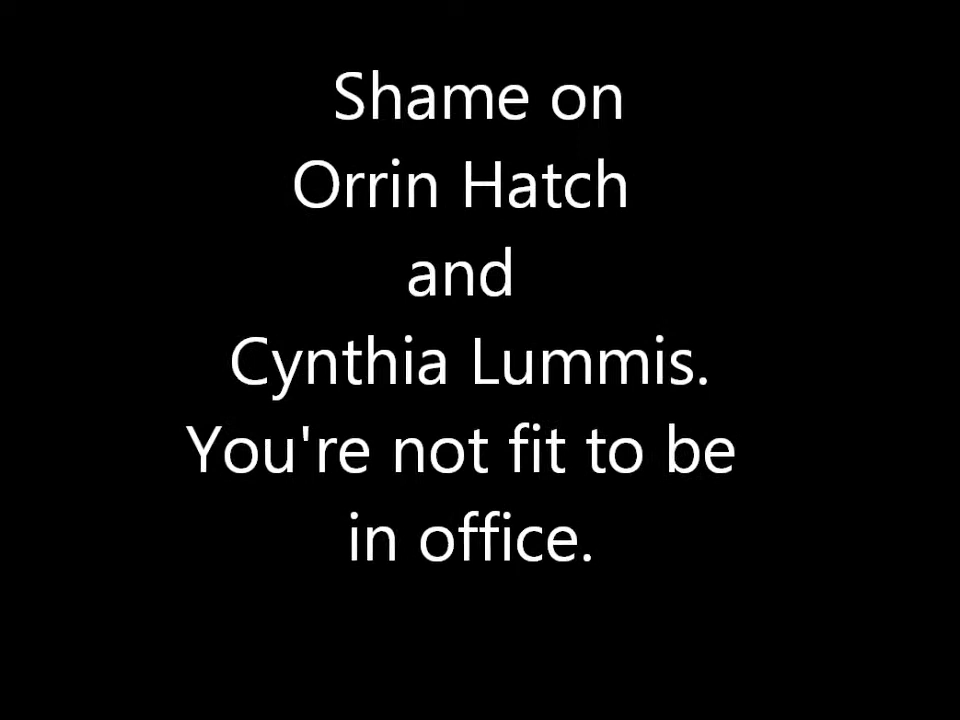 Shame on
Orrin Hatch
and
Cynthia Lummis.
You're not fit to be
in office.